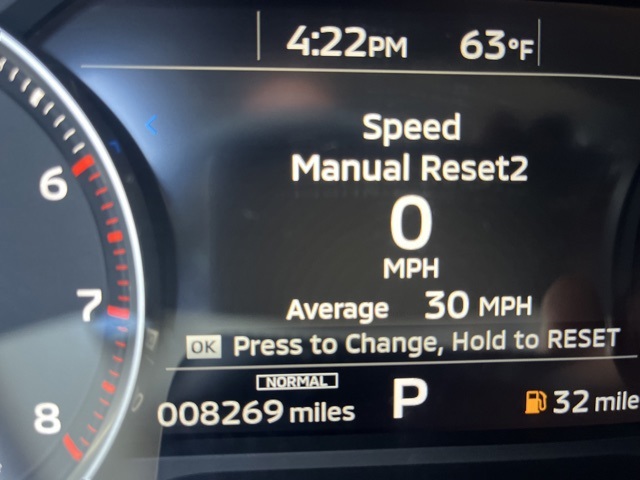 4:22PM 63°F
Speed
Manual Reset2
0
MPH
Average 30 MPH
OK Press to Change, Hold to RESET
NORMAL
008269 miles P 32 mile
6
7
8